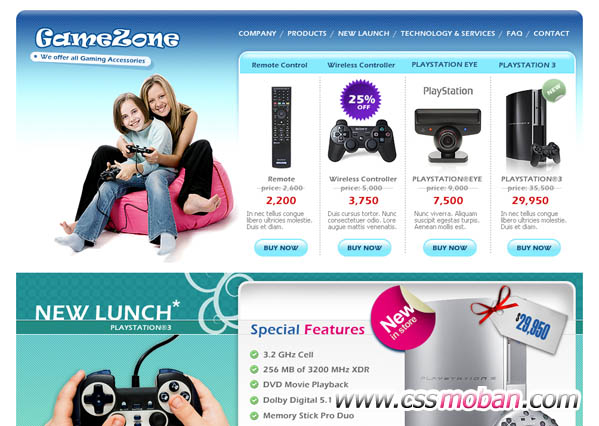 GameZone
We offer all Gaming Accessories
COMPANY / PRODUCTS / NEW LAUNCH / TECHNOLOGY & SERVICES / FAQ / CONTACT
Remote Control
Wireless Controller
PLAYSTATION EYE
PLAYSTATION 3
25%
OFF
PlayStation
NEW
Remote
price: 2,600
2,200
In nec tellus congue
libero ultricies molestie.
Duis et diam.
BUY NOW
Wireless Controller
price: 5,000
3,750
Duis cursus tortor. Nunc
consectetuer odio. Lore
augue mattis venenatis.
BUY NOW
PLAYSTATION®EYE
price: 9,000
7,500
Nunc viverra. Aliquam
suscipit egestas turpis.
Aenean mollis est.
BUY NOW
PLAYSTATION®3
price: 35,500
29,950
In nec tellus congue
libero ultricies molestie.
Duis et diam.
BUY NOW
NEW LUNCH*
PLAYSTATION®3
New
in store
$29,950
Special Features
3.2 GHz Cell
256 MB of 3200 MHz XDR
DVD Movie Playback
Dolby Digital 5.1
Memory Stick Pro Duo
PLAYSTATION 3
www.cssmoban.com